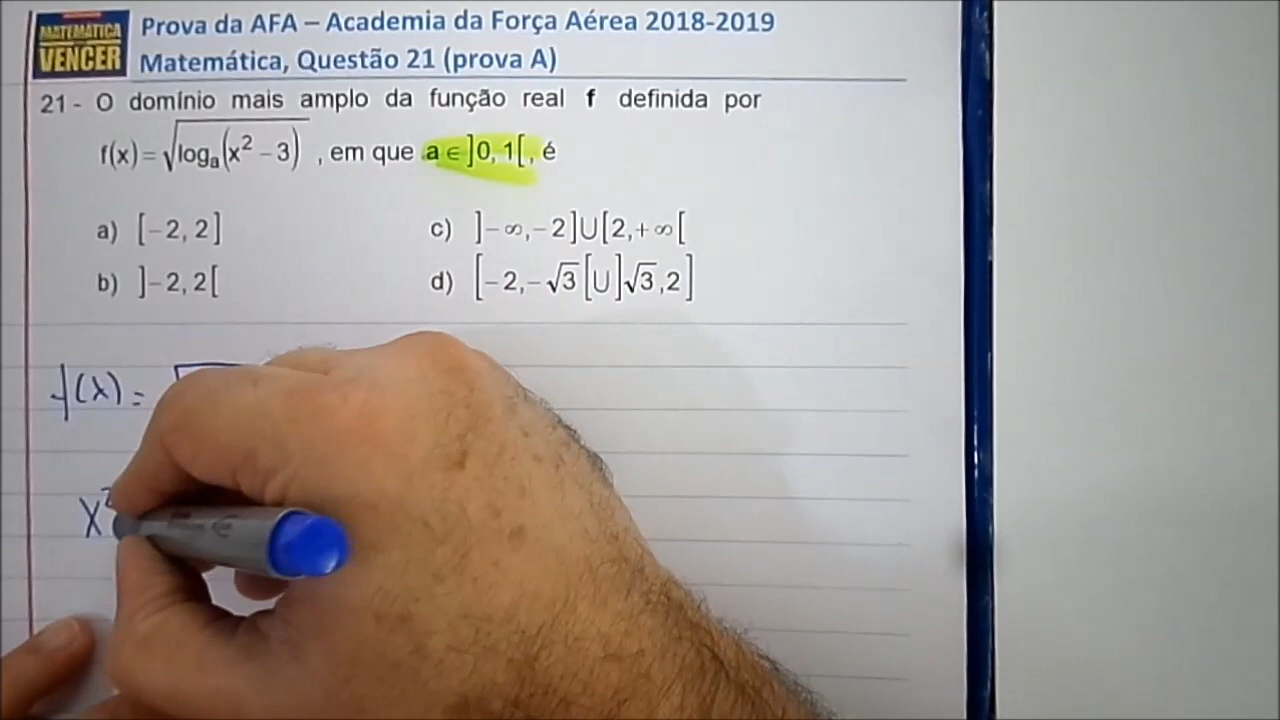 MATEMÁTICA
VENCER
Prova da AFA – Academia da Força Aérea 2018-2019
Matemática, Questão 21 (prova A)
21 - O domínio mais amplo da função real f definida por
f(x) = √(logₐ(x² – 3)) , em que a ∈ ]0, 1[, é
a) [–2, 2]
c) ]–∞, –2]∪[2, +∞[
b) ]–2, 2[
d) [–2, –√3[∪]√3, 2]
f(x) =
x²